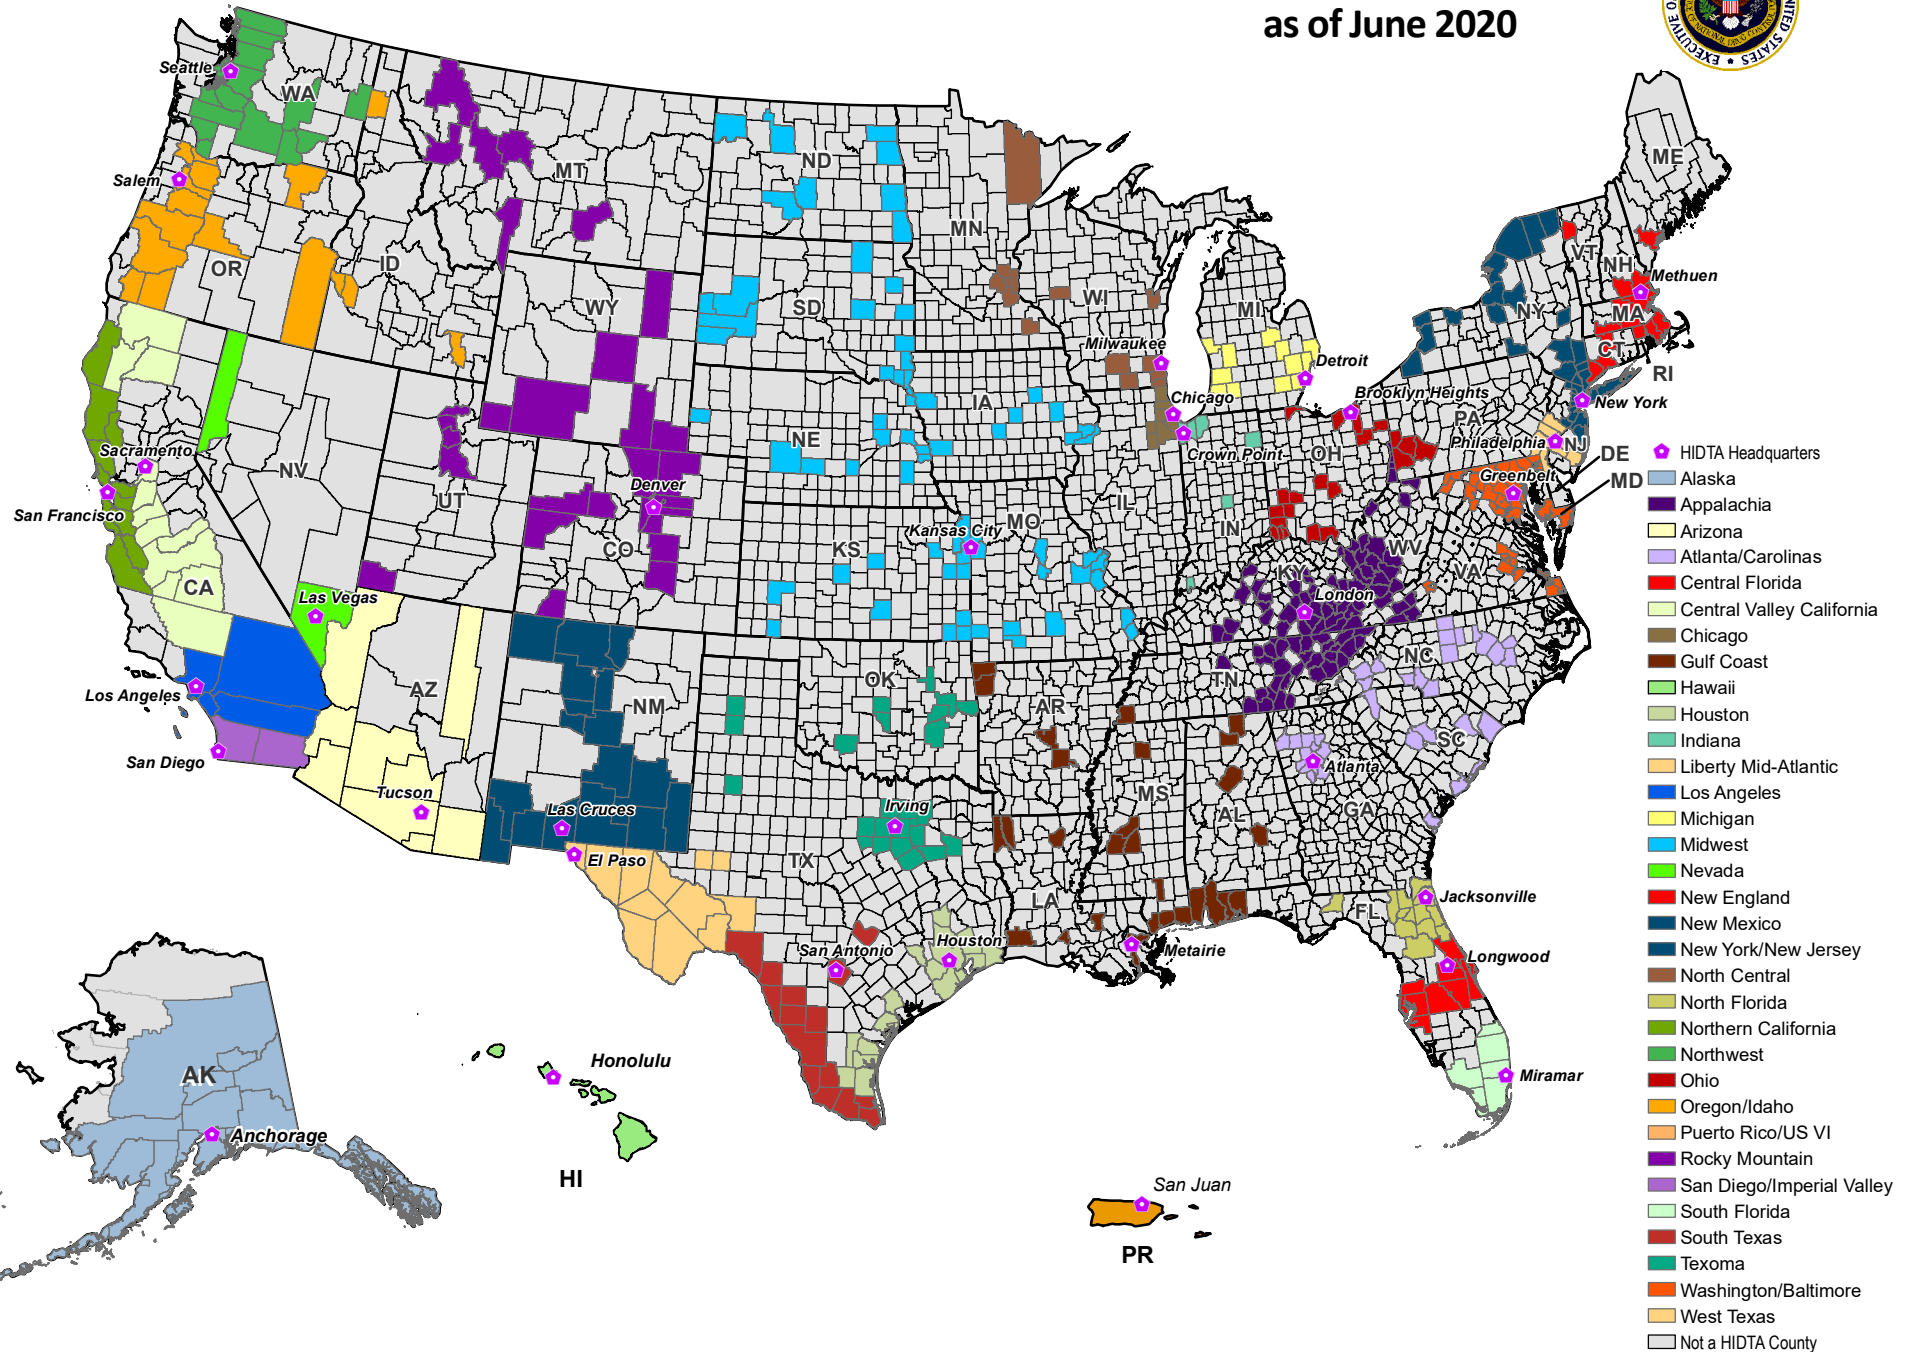 as of June 2020
EXECUTIVE
UNITED STATES
Seattle
WA
Salem
OR
ID
MT
ND
MN
WI
MI
ME
VT
NH
Methuen
NY
MA
CT
RI
WY
SD
Milwaukee
Detroit
Chicago
Brooklyn Heights
New York
PA
Philadelphia
NJ
DE
MD
Greenbelt
IA
NE
Crown Point
OH
IL
IN
Sacramento
NV
UT
San Francisco
Denver
CO
KS
Kansas City
MO
WV
VA
KY
London
CA
Las Vegas
Los Angeles
AZ
NM
OK
AR
TN
NC
SC
San Diego
Tucson
Las Cruces
El Paso
Irving
TX
MS
AL
Atlanta
GA
LA
Metairie
FL
Jacksonville
Longwood
San Antonio
Houston
Miramar
AK
Anchorage
Honolulu
HI
San Juan
PR
HIDTA Headquarters
Alaska
Appalachia
Arizona
Atlanta/Carolinas
Central Florida
Central Valley California
Chicago
Gulf Coast
Hawaii
Houston
Indiana
Liberty Mid-Atlantic
Los Angeles
Michigan
Midwest
Nevada
New England
New Mexico
New York/New Jersey
North Central
North Florida
Northern California
Northwest
Ohio
Oregon/Idaho
Puerto Rico/US VI
Rocky Mountain
San Diego/Imperial Valley
South Florida
South Texas
Texoma
Washington/Baltimore
West Texas
Not a HIDTA County